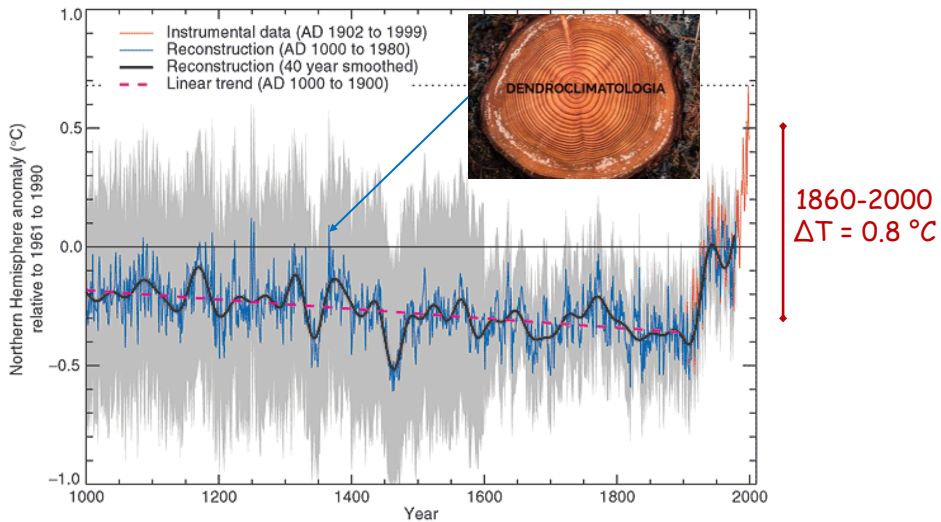 1.0
0.5
0.0
−0.5
−1.0
Northern Hemisphere anomaly (°C)
relative to 1961 to 1990
Instrumental data (AD 1902 to 1999)
Reconstruction (AD 1000 to 1980)
Reconstruction (40 year smoothed)
Linear trend (AD 1000 to 1900)
DENDROCLIMATOLOGIA
1860-2000
ΔT = 0.8 °C
1000
1200
1400
1600
1800
2000
Year